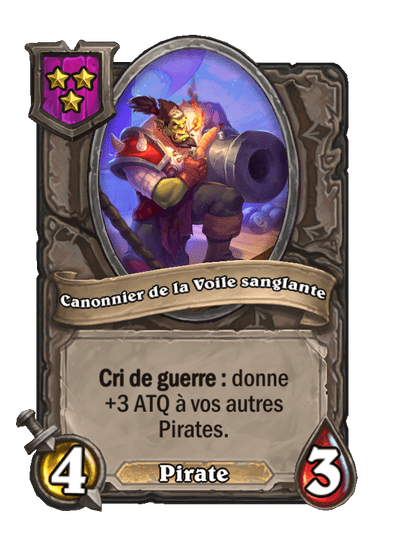 Canonnier de la Voile sanglante
Cri de guerre : donne
+3 ATQ à vos autres
Pirates.
4
Pirate
3